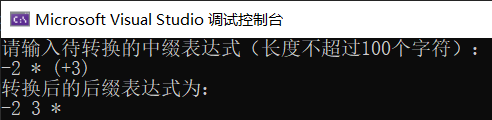 Microsoft Visual Studio 调试控制台
请输入待转换的中缀表达式（长度不超过100个字符）：
-2 * (+3)
转换后的后缀表达式为：
-2 3 *